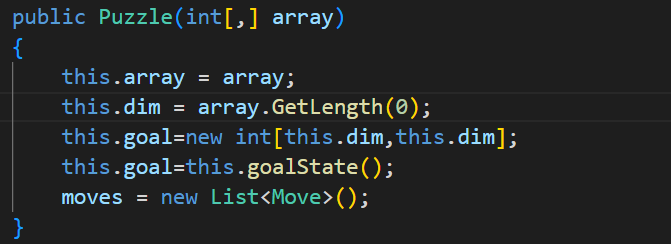 public Puzzle(int[,] array)
{
    this.array = array;
    this.dim = array.GetLength(0);
    this.goal=new int[this.dim,this.dim];
    this.goal=this.goalState();
    moves = new List<Move>();
}